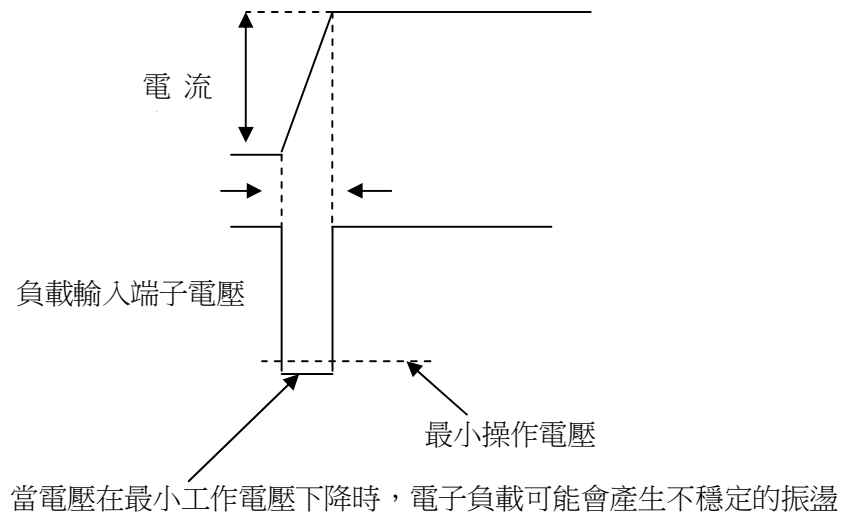 電 流
負載輸入端子電壓
最小操作電壓
當電壓在最小工作電壓下降時，電子負載可能會產生不穩定的振盪